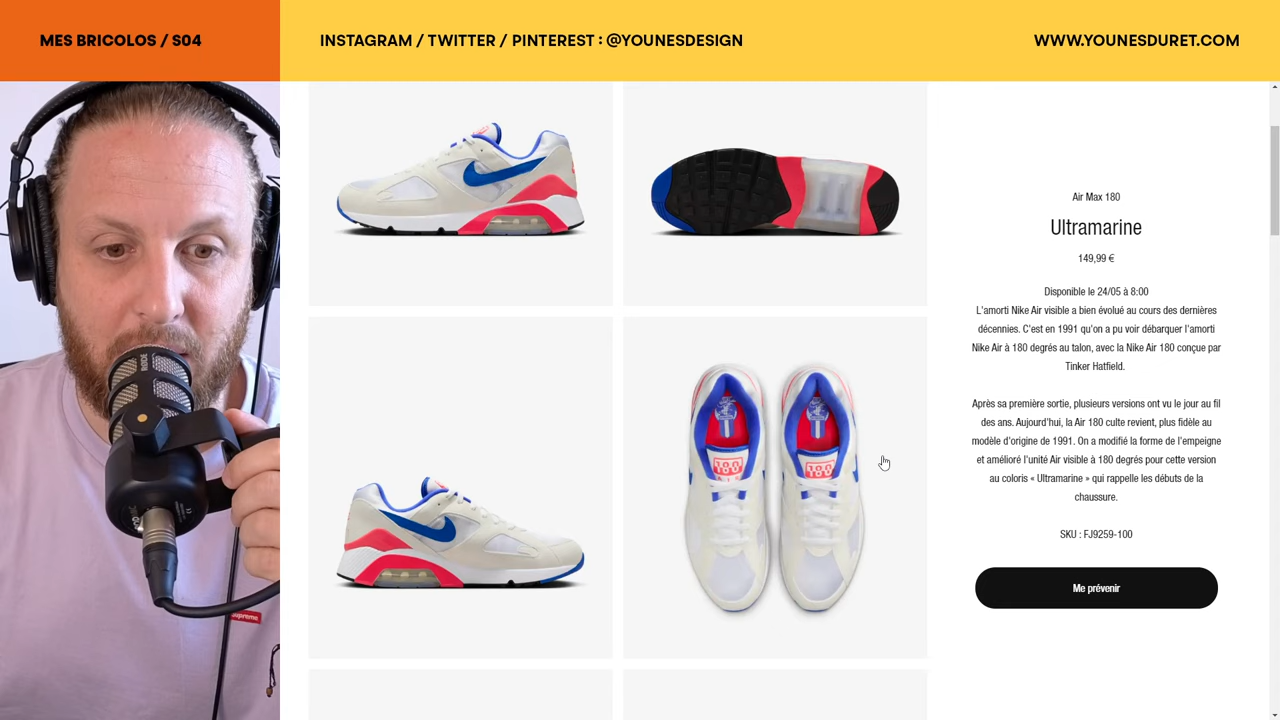 MES BRICOLOS / S04
INSTAGRAM / TWITTER / PINTEREST : @YOUNESDESIGN
WWW.YOUNESDURET.COM
RØDE
Supreme
180
180
Air Max 180
Ultramarine
149,99 €
Disponible le 24/05 à 8:00
L'amorti Nike Air visible a bien évolué au cours des dernières
décennies. C'est en 1991 qu'on a pu voir débarquer l'amorti
Nike Air à 180 degrés au talon, avec la Nike Air 180 conçue par
Tinker Hatfield.
Après sa première sortie, plusieurs versions ont vu le jour au fil
des ans. Aujourd'hui, la Air 180 culte revient, plus fidèle au
modèle d'origine de 1991. On a modifié la forme de l'empeigne
et amélioré l'unité Air visible à 180 degrés pour cette version
au coloris « Ultramarine » qui rappelle les débuts de la
chaussure.
SKU : FJ9259-100
Me prévenir